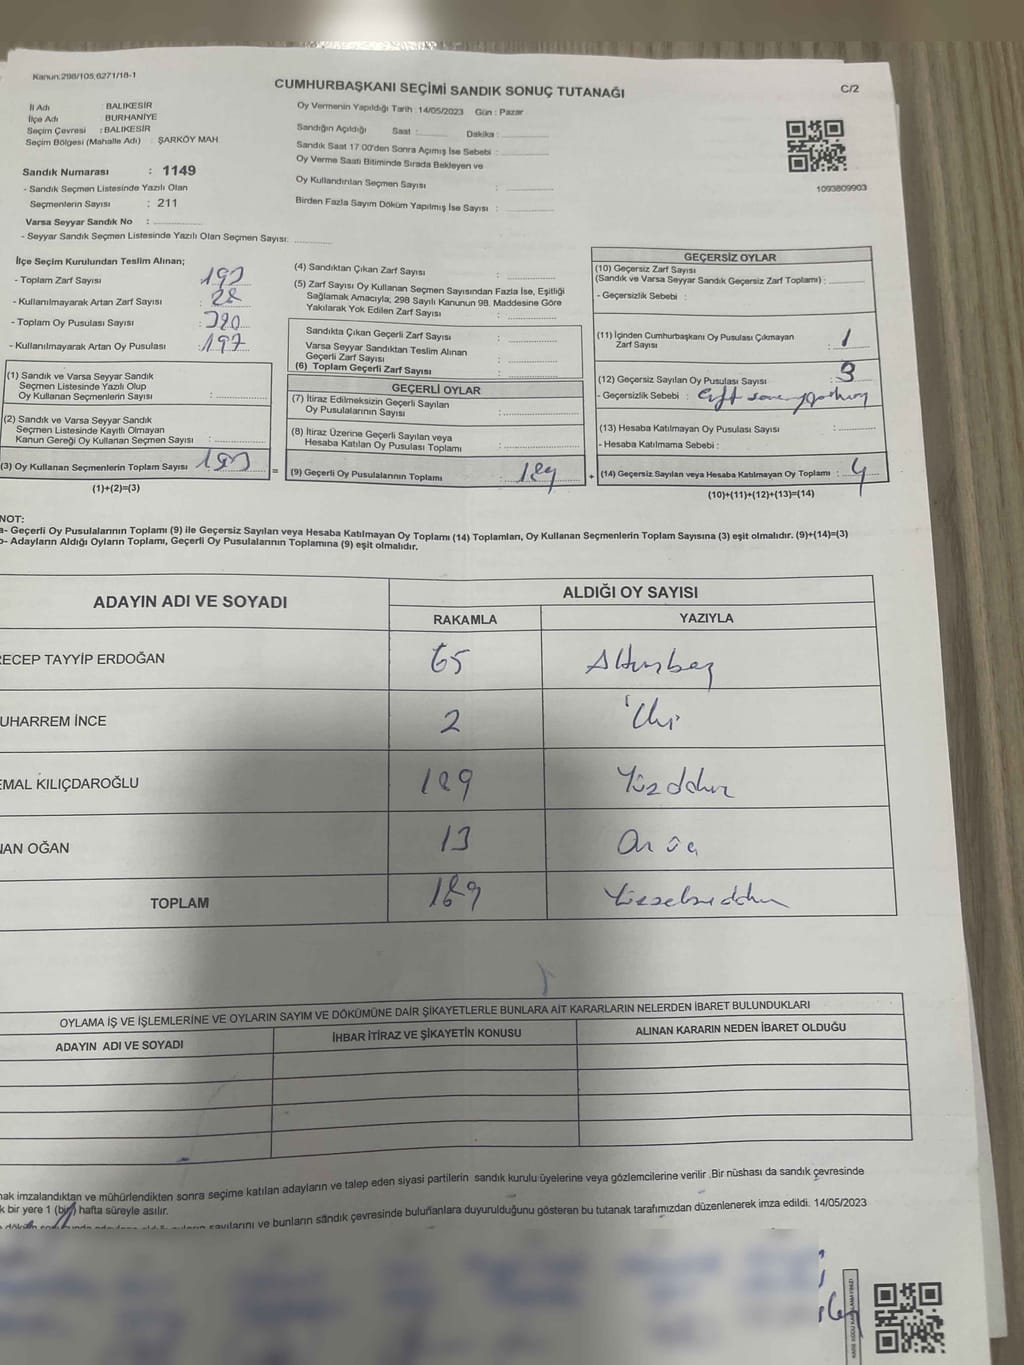 Kanun:298/105,6271/18-1
CUMHURBAŞKANI SEÇİMİ SANDIK SONUÇ TUTANAĞI
C/2
İl Adı : BALIKESİR
İlçe Adı BURHANİYE
Seçim Çevresi : BALIKESİR
Seçim Bölgesi (Mahalle Adı) : ŞARKÖY MAH
Oy Vermenin Yapıldığı Tarih :14/05/2023 Gün : Pazar
Sandığın Açıldığı Saat : Dakika :
Sandık Saat 17:00'den Sonra Açımış İse Sebebi :
Oy Verme Saati Bitiminde Sırada Bekleyen ve
Oy Kullandırılan Seçmen Sayısı :
Birden Fazla Sayım Döküm Yapılmış İse Sayısı :
1093809903
Sandık Numarası : 1149
- Sandık Seçmen Listesinde Yazılı Olan
Seçmenlerin Sayısı : 211
Varsa Seyyar Sandık No :
- Seyyar Sandık Seçmen Listesinde Yazılı Olan Seçmen Sayısı:
İlçe Seçim Kurulundan Teslim Alınan;
- Toplam Zarf Sayısı
- Kullanılmayarak Artan Zarf Sayısı : 28
- Toplam Oy Pusulası Sayısı :
- Kullanılmayarak Artan Oy Pusulası : 197
(1) Sandık ve Varsa Seyyar Sandık
Seçmen Listesinde Yazılı Olup
Oy Kullanan Seçmenlerin Sayısı :
(2) Sandık ve Varsa Seyyar Sandık
Seçmen Listesinde Kayıtlı Olmayan
Kanun Gereği Oy Kullanan Seçmen Sayısı :
(3) Oy Kullanan Seçmenlerin Toplam Sayısı 193 =
(1)+(2)=(3)
(4) Sandıktan Çıkan Zarf Sayısı :
(5) Zarf Sayısı Oy Kullanan Seçmen Sayısından Fazla İse, Eşitliği
Sağlamak Amacıyla; 298 Sayılı Kanunun 98. Maddesine Göre
Yakılarak Yok Edilen Zarf Sayısı :
Sandıkta Çıkan Geçerli Zarf Sayısı :
Varsa Seyyar Sandıktan Teslim Alınan
Geçerli Zarf Sayısı :
(6) Toplam Geçerli Zarf Sayısı :
GEÇERLİ OYLAR
(7) İtiraz Edilmeksizin Geçerli Sayılan
Oy Pusulalarının Sayısı :
(8) İtiraz Üzerine Geçerli Sayılan veya
Hesaba Katılan Oy Pusulası Toplamı :
(9) Geçerli Oy Pusulalarının Toplamı : 189 +
GEÇERSİZ OYLAR
(10) Geçersiz Zarf Sayısı
(Sandık ve Varsa Seyyar Sandık Geçersiz Zarf Toplamı) :
- Geçersizlik Sebebi :
(11) İçinden Cumhurbaşkanı Oy Pusulası Çıkmayan
Zarf Sayısı : 1
(12) Geçersiz Sayılan Oy Pusulası Sayısı : 3
- Geçersizlik Sebebi :
(13) Hesaba Katılmayan Oy Pusulası Sayısı :
- Hesaba Katılmama Sebebi :
(14) Geçersiz Sayılan veya Hesaba Katılmayan Oy Toplamı : 4
(10)+(11)+(12)+(13)=(14)
NOT:
a- Geçerli Oy Pusulalarının Toplamı (9) ile Geçersiz Sayılan veya Hesaba Katılmayan Oy Toplamı (14) Toplamları, Oy Kullanan Seçmenlerin Toplam Sayısına (3) eşit olmalıdır. (9)+(14)=(3)
b- Adayların Aldığı Oyların Toplamı, Geçerli Oy Pusulalarının Toplamına (9) eşit olmalıdır.
ADAYIN ADI VE SOYADI
ALDIĞI OY SAYISI
RAKAMLA YAZIYLA
RECEP TAYYİP ERDOĞAN 65 Altmışbeş
UHARREM İNCE 2 İki
EMAL KILIÇDAROĞLU 109 Yüzdokuz
NAN OĞAN 13 On üç
TOPLAM 189 Yüzseksendokuz
OYLAMA İŞ VE İŞLEMLERİNE VE OYLARIN SAYIM VE DÖKÜMÜNE DAİR ŞİKAYETLERLE BUNLARA AİT KARARLARIN NELERDEN İBARET BULUNDUKLARI
ADAYIN ADI VE SOYADI İHBAR İTİRAZ VE ŞİKAYETİN KONUSU ALINAN KARARIN NEDEN İBARET OLDUĞU
nak imzalandıktan ve mühürlendikten sonra seçime katılan adayların ve talep eden siyasi partilerin sandık kurulu üyelerine veya gözlemcilerine verilir .Bir nüshası da sandık çevresinde
k bir yere 1 (bir) hafta süreyle asılır.
sayılarını ve bunların sandık çevresinde bulunanlara duyurulduğunu gösteren bu tutanak tarafımızdan düzenlenerek imza edildi. 14/05/2023